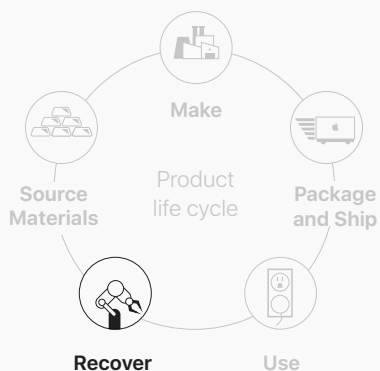 Make
Source
Materials
Product
life cycle
Package
and Ship
Recover
Use